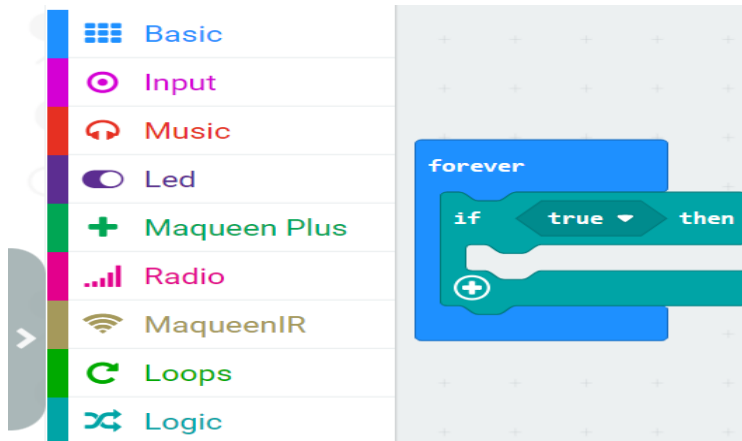 Basic
Input
Music
Led
Maqueen Plus
Radio
MaqueenIR
Loops
Logic
forever
if true then